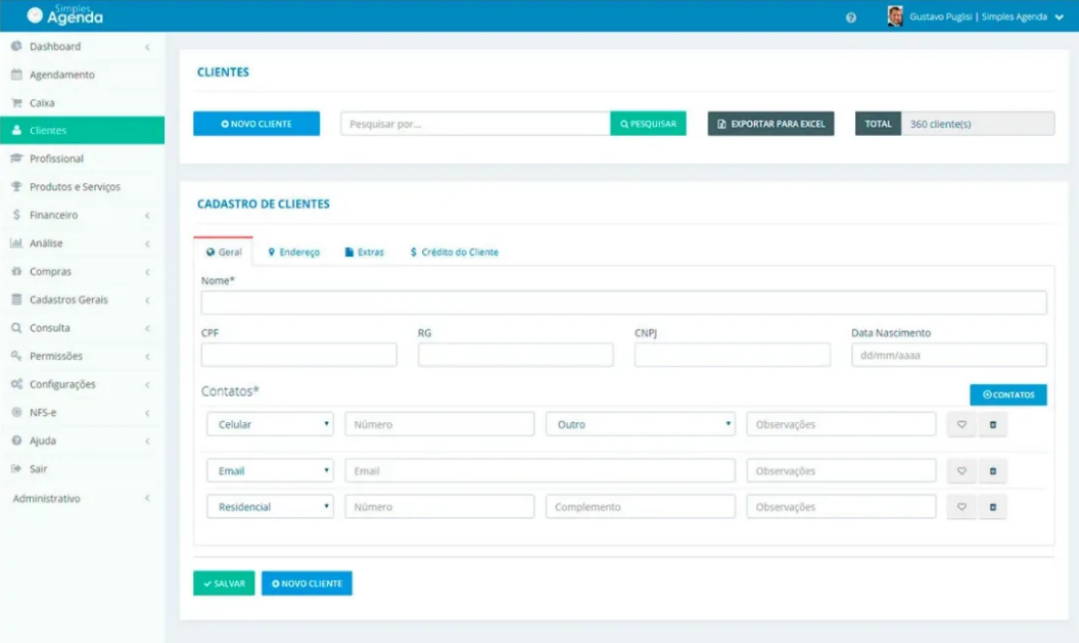 Simples
Agenda
Gustavo Puglisi | Simples Agenda
Dashboard
Agendamento
Caixa
Clientes
Profissional
Produtos e Serviços
Financeiro
Análise
Compras
Cadastros Gerais
Consulta
Permissões
Configurações
NFS-e
Ajuda
Sair
Administrativo
CLIENTES
NOVO CLIENTE Pesquisar por... PESQUISAR EXPORTAR PARA EXCEL TOTAL 360 cliente(s)
CADASTRO DE CLIENTES
Geral Endereço Extras $ Crédito do Cliente
Nome*
CPF RG CNPJ Data Nascimento
dd/mm/aaaa
Contatos* CONTATOS
Celular Número Outro Observações
Email Email Observações
Residencial Número Complemento Observações
SALVAR NOVO CLIENTE